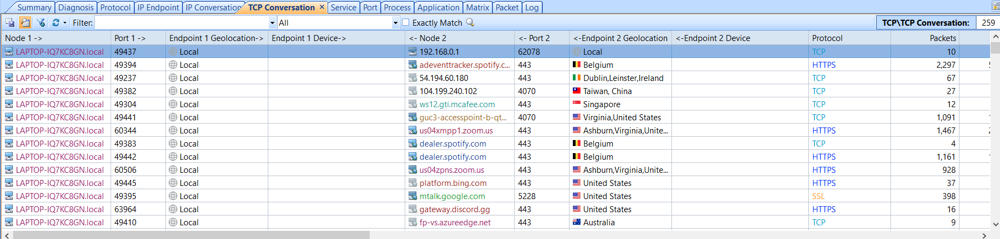 Summary Diagnosis Protocol IP Endpoint IP Conversation TCP Conversation × Service Port Process Application Matrix Packet Log
Filter: All Exactly Match TCP\TCP Conversation: 259
Node 1 -> Port 1 -> Endpoint 1 Geolocation-> Endpoint 1 Device-> <- Node 2 <- Port 2 <-Endpoint 2 Geolocation <-Endpoint 2 Device Protocol Packets
LAPTOP-IQ7KC8GN.local 49437 Local 192.168.0.1 62078 Local TCP 10
LAPTOP-IQ7KC8GN.local 49394 Local adeventtracker.spotify.c... 443 Belgium HTTPS 2,297
LAPTOP-IQ7KC8GN.local 49237 Local 54.194.60.180 443 Dublin,Leinster,Ireland TCP 67
LAPTOP-IQ7KC8GN.local 49382 Local 104.199.240.102 4070 Taiwan, China TCP 27
LAPTOP-IQ7KC8GN.local 49304 Local ws12.gti.mcafee.com 443 Singapore TCP 12
LAPTOP-IQ7KC8GN.local 49441 Local guc3-accesspoint-b-qt... 4070 Virginia,United States TCP 1,091
LAPTOP-IQ7KC8GN.local 60344 Local us04xmpp1.zoom.us 443 Ashburn,Virginia,Unite... HTTPS 1,467
LAPTOP-IQ7KC8GN.local 49383 Local dealer.spotify.com 443 Belgium TCP 4
LAPTOP-IQ7KC8GN.local 49442 Local dealer.spotify.com 443 Belgium HTTPS 1,161
LAPTOP-IQ7KC8GN.local 60506 Local us04zpns.zoom.us 443 Ashburn,Virginia,Unite... HTTPS 928
LAPTOP-IQ7KC8GN.local 49445 Local platform.bing.com 443 United States HTTPS 37
LAPTOP-IQ7KC8GN.local 49395 Local mtalk.google.com 5228 United States SSL 398
LAPTOP-IQ7KC8GN.local 63964 Local gateway.discord.gg 443 United States HTTPS 16
LAPTOP-IQ7KC8GN.local 49410 Local fp-vs.azureedge.net 443 Australia TCP 9